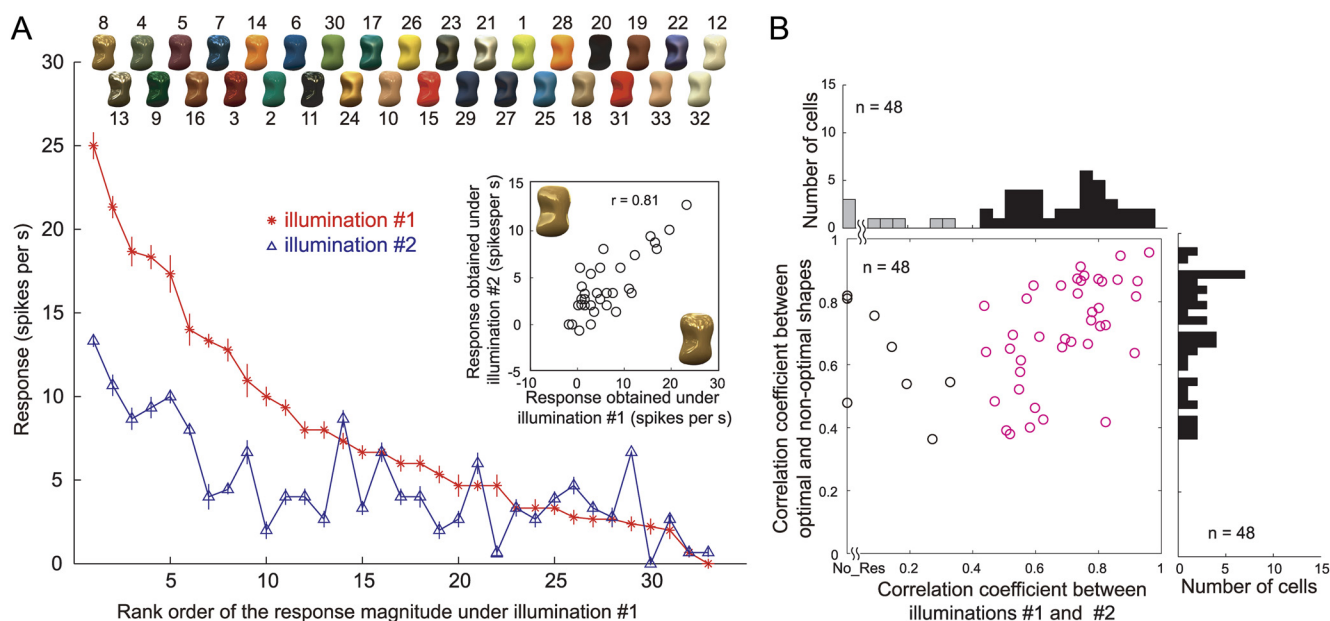 A
8 4 5 7 14 6 30 17 26 23 21 1 28 20 19 22 12
13 9 16 3 2 11 24 10 15 29 27 25 18 31 33 32
30
25
20
15
10
5
0
Response (spikes per s)
illumination #1
illumination #2
5 10 15 20 25 30
Rank order of the response magnitude under illumination #1
15
10
5
0
-5
r = 0.81
Response obtained under
illumination #2 (spikesper s)
-10 0 10 20 30
Response obtained under
illumination #1 (spikes per s)
B
15
10
5
0
Number of cells
n = 48
1
0.8
0.6
0.4
0.2
0
n = 48
Correlation coefficient between
optimal and non-optimal shapes
No_Res 0.2 0.4 0.6 0.8 1
Correlation coefficient between
illuminations #1 and #2
n = 48
0 5 10 15
Number of cells